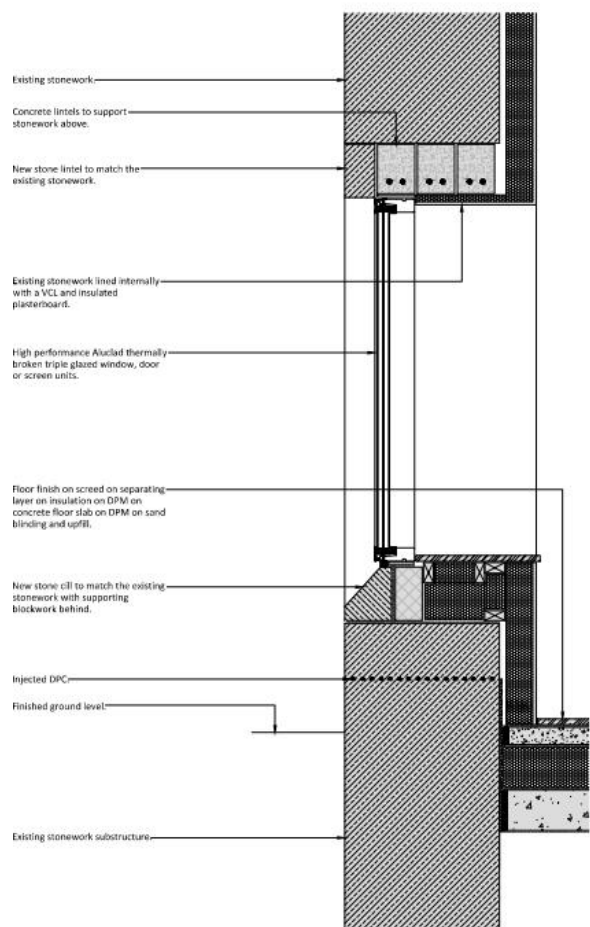 Existing stonework.
Concrete lintels to support
stonework above.
New stone lintel to match the
existing stonework.
Existing stonework lined internally
with a VCL and insulated
plasterboard.
High performance Aluclad thermally
broken triple glazed window, door
or screen units.
Floor finish on screed on separating
layer on insulation on DPM on
concrete floor slab on DPM on sand
blinding and upfill.
New stone cill to match the existing
stonework with supporting
blockwork behind.
Injected DPC
Finished ground level
Existing stonework substructure.